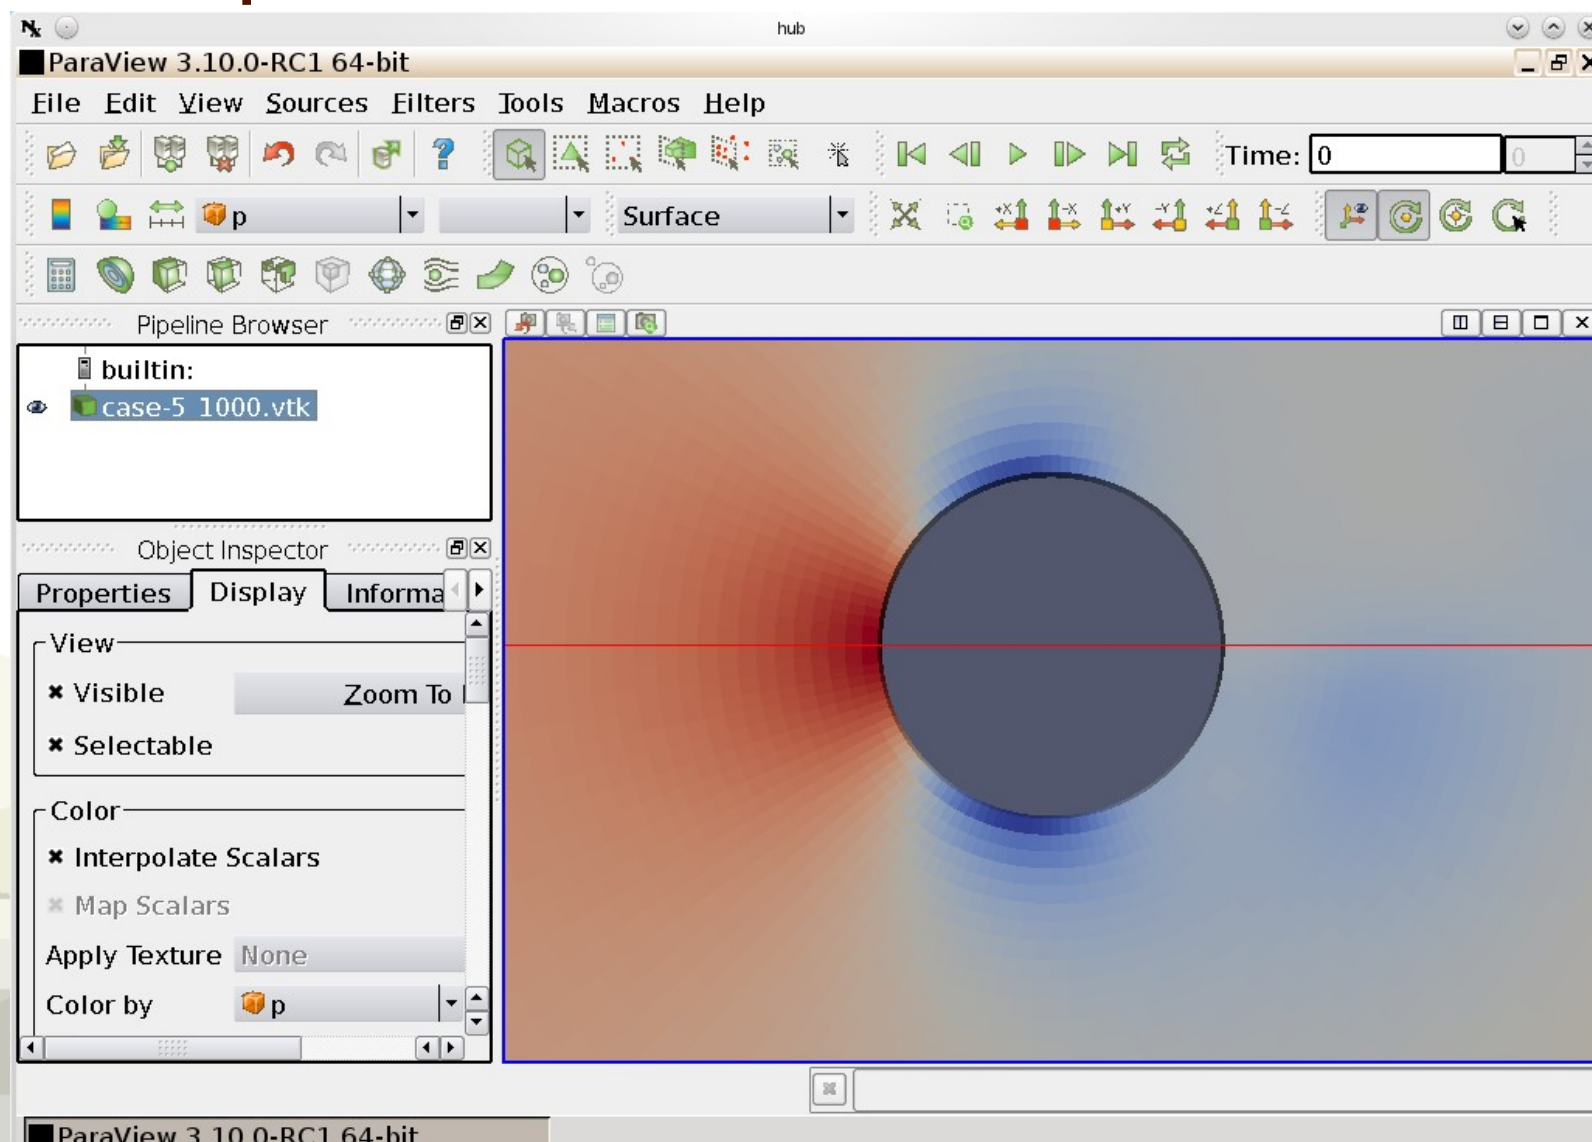 hub
ParaView 3.10.0-RC1 64-bit
File Edit View Sources Filters Tools Macros Help
Time: 0 0
p Surface
+X -X +Y -Y +Z -Z
Pipeline Browser
builtin:
case-5_1000.vtk
Object Inspector
Properties Display Informa
View
Visible Zoom To
Selectable
Color
Interpolate Scalars
Map Scalars
Apply Texture None
Color by p
ParaView 3.10.0-RC1 64-bit